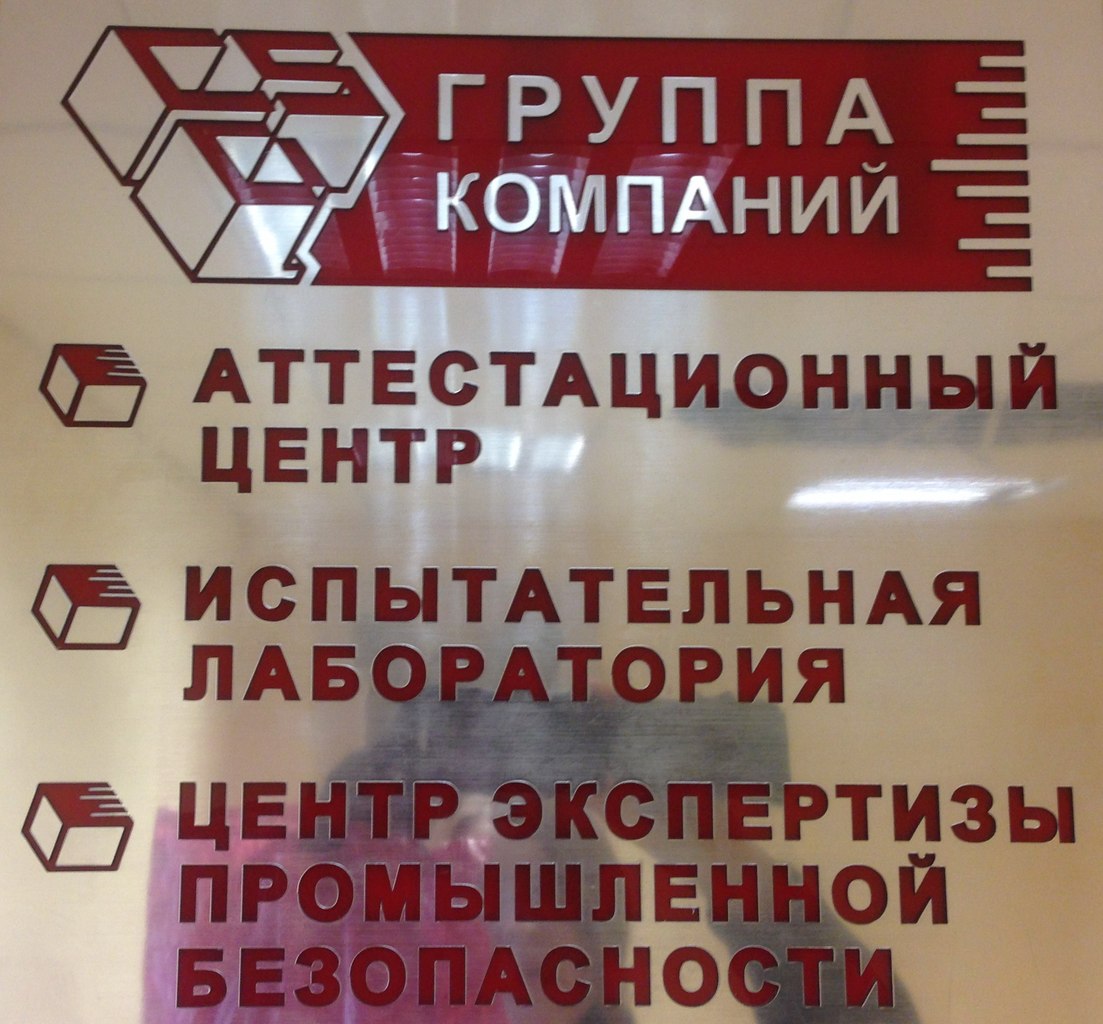 ГРУППА
КОМПАНИЙ
АТТЕСТАЦИОННЫЙ
ЦЕНТР
ИСПЫТАТЕЛЬНАЯ
ЛАБОРАТОРИЯ
ЦЕНТР ЭКСПЕРТИЗЫ
ПРОМЫШЛЕННОЙ
БЕЗОПАСНОСТИ